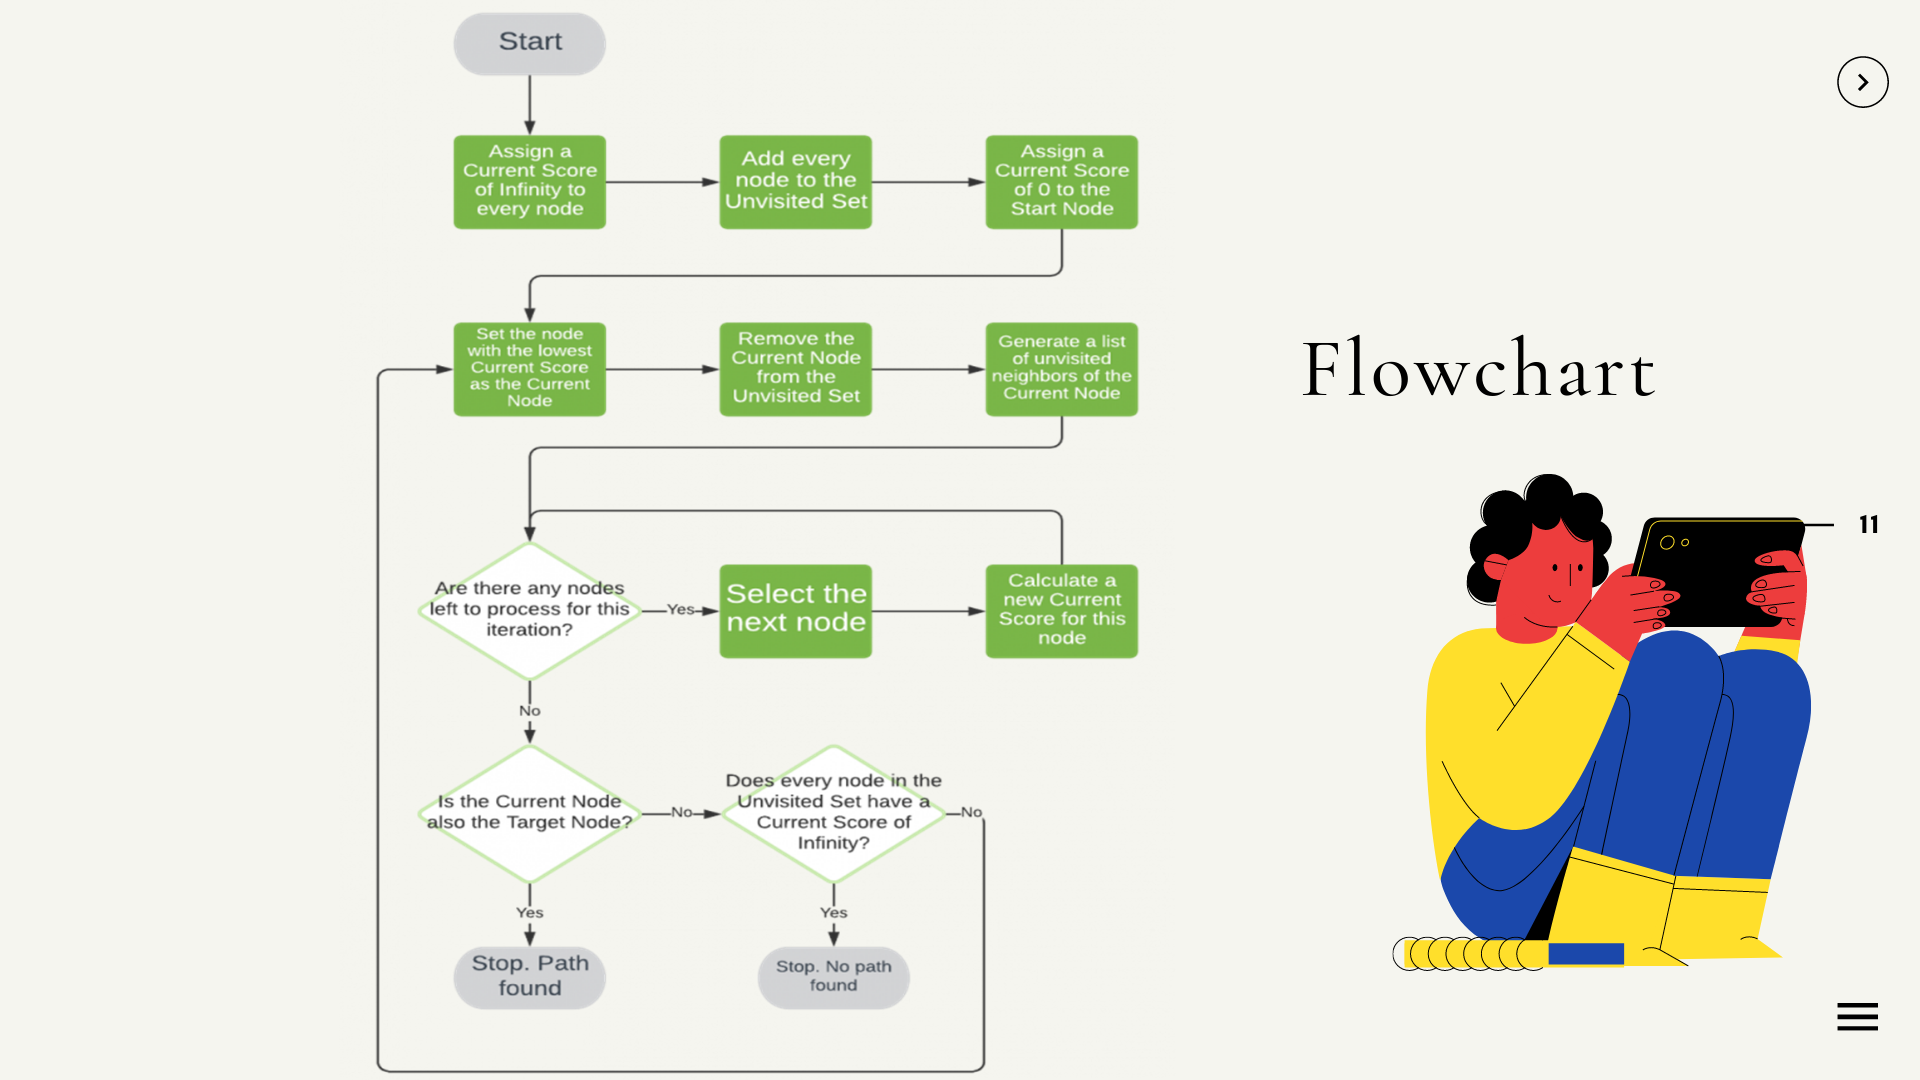 Start
Assign a
Current Score
of Infinity to
every node
Add every
node to the
Unvisited Set
Assign a
Current Score
of 0 to the
Start Node
Set the node
with the lowest
Current Score
as the Current
Node
Remove the
Current Node
from the
Unvisited Set
Generate a list
of unvisited
neighbors of the
Current Node
Are there any nodes
left to process for this
iteration?
Yes
Select the
next node
Calculate a
new Current
Score for this
node
No
Is the Current Node
also the Target Node?
No
Does every node in the
Unvisited Set have a
Current Score of
Infinity?
No
Yes
Yes
Stop. Path
found
Stop. No path
found
Flowchart
11